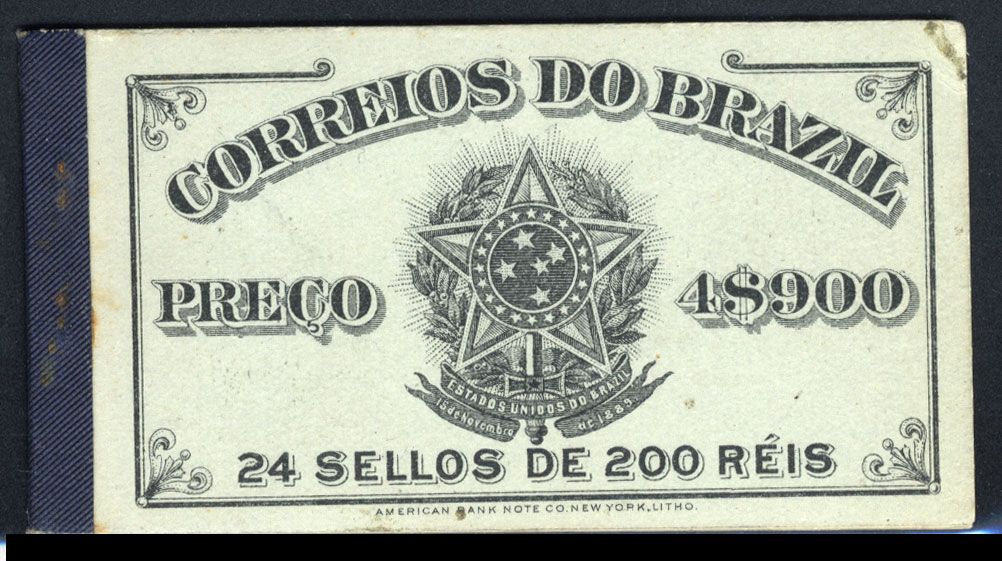 CORREIOS DO BRAZIL
PREÇO 4$900
ESTADOS UNIDOS DO BRAZIL
15 de Novembro de 1889.
24 SELLOS DE 200 RÉIS
AMERICAN BANK NOTE CO. NEW YORK, LITHO.